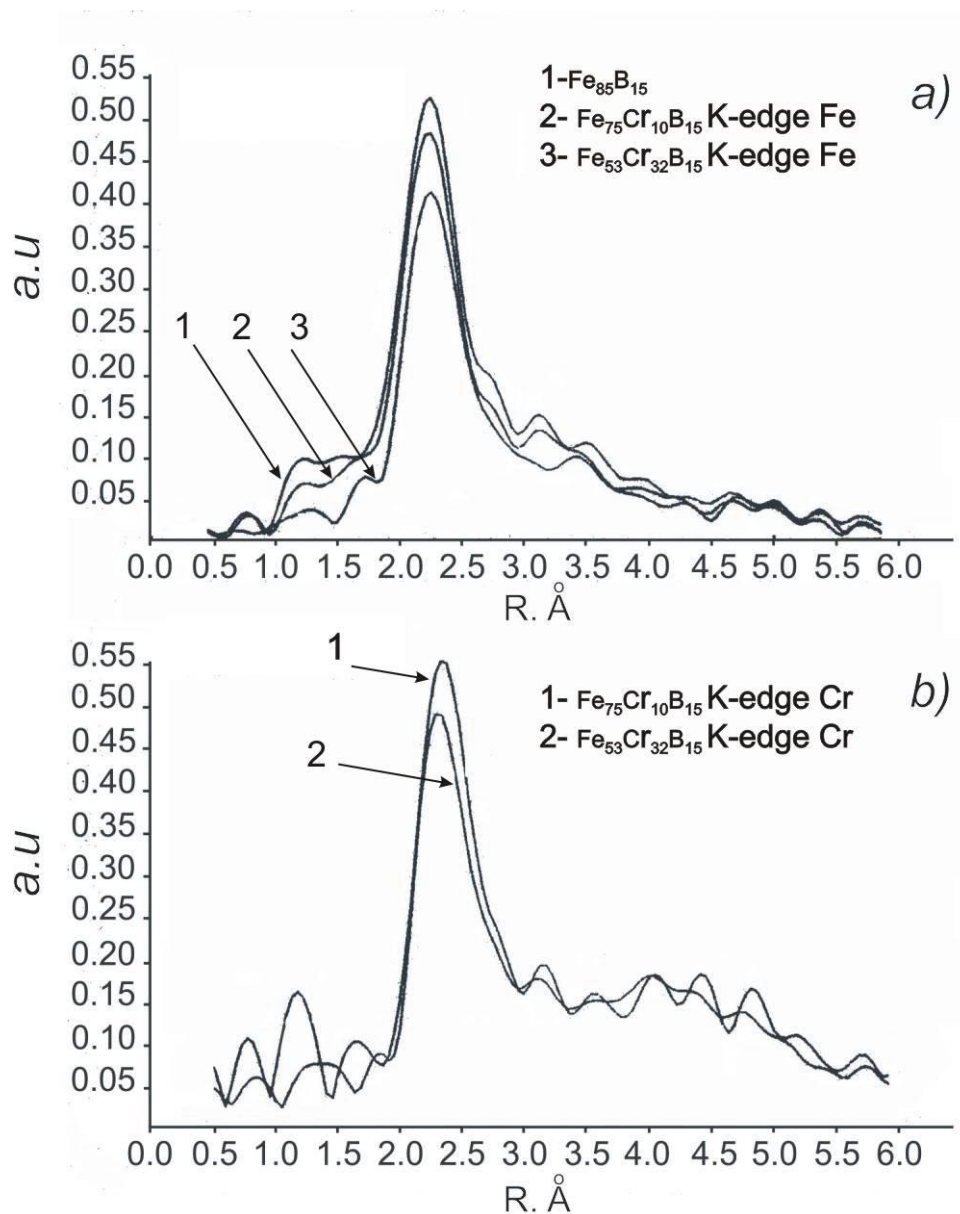 0.55
1-Fe₈₅B₁₅
a)
0.50
2- Fe₇₅Cr₁₀B₁₅ K-edge Fe
0.45
3- Fe₅₃Cr₃₂B₁₅ K-edge Fe
0.40
0.35
a.u
0.30
0.25
1 2 3
0.20
0.15
0.10
0.05
0.0 0.5 1.0 1.5 2.0 2.5 3.0 3.5 4.0 4.5 5.0 5.5 6.0
R. Å
0.55
1
b)
0.50
1- Fe₇₅Cr₁₀B₁₅ K-edge Cr
0.45
2- Fe₅₃Cr₃₂B₁₅ K-edge Cr
2
0.40
0.35
a.u
0.30
0.25
0.20
0.15
0.10
0.05
0.0 0.5 1.0 1.5 2.0 2.5 3.0 3.5 4.0 4.5 5.0 5.5 6.0
R. Å